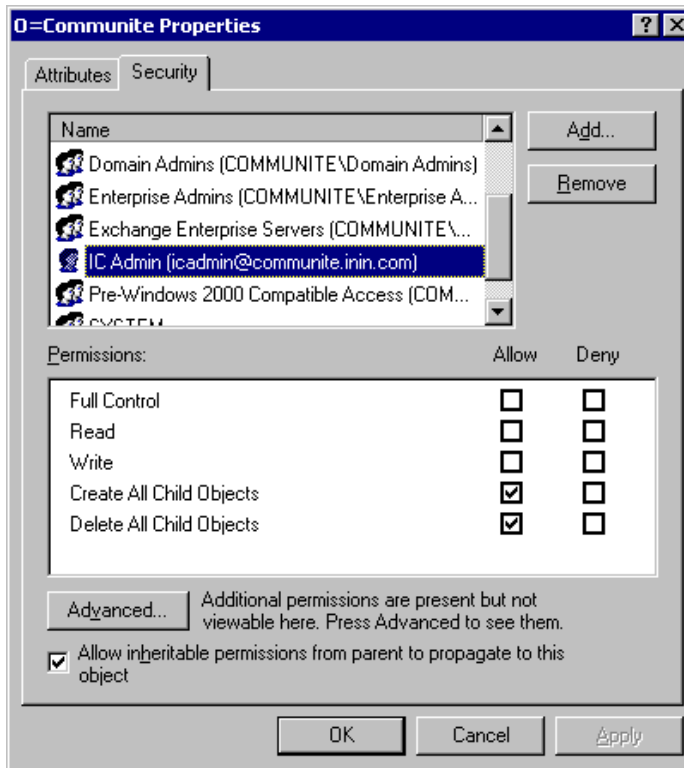 O=Communite Properties
Attributes
Security
Name
Domain Admins (COMMUNITE\Domain Admins)
Enterprise Admins (COMMUNITE\Enterprise A...
Exchange Enterprise Servers (COMMUNITE\...
IC Admin (icadmin@communite.inin.com)
Pre-Windows 2000 Compatible Access (COM...
SYSTEM
Add...
Remove
Permissions:
Allow
Deny
Full Control
Read
Write
Create All Child Objects
Delete All Child Objects
Advanced...
Additional permissions are present but not
viewable here. Press Advanced to see them.
Allow inheritable permissions from parent to propagate to this
object
OK
Cancel
Apply